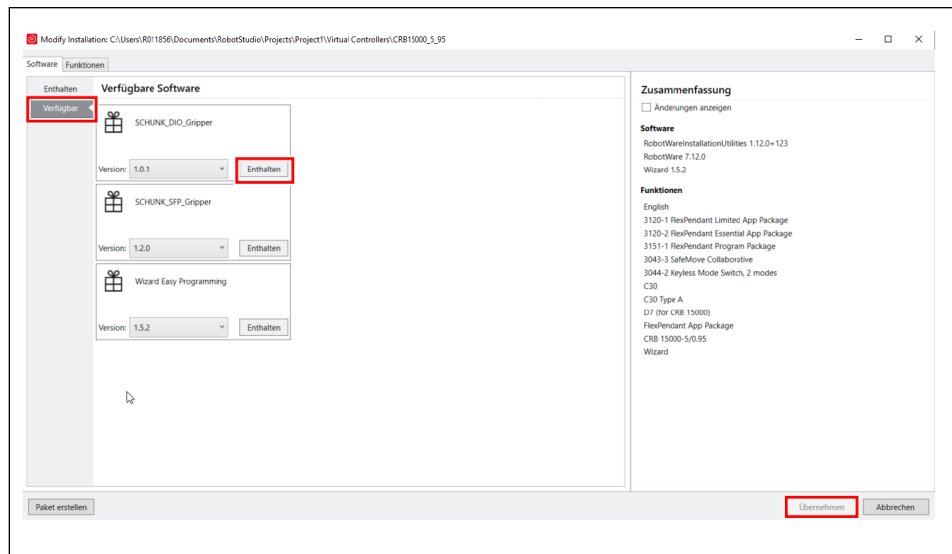 Modify Installation: C:\Users\R011856\Documents\RobotStudio\Projects\Project1\Virtual Controllers\CRB15000_5_95
Software Funktionen
Enthalten
Verfügbar
Verfügbare Software
SCHUNK_DIO_Gripper
Version: 1.0.1 Enthalten
SCHUNK_SFP_Gripper
Version: 1.2.0 Enthalten
Wizard Easy Programming
Version: 1.5.2 Enthalten
Zusammenfassung
Änderungen anzeigen
Software
RobotWareInstallationUtilities 1.12.0+123
RobotWare 7.12.0
Wizard 1.5.2
Funktionen
English
3120-1 FlexPendant Limited App Package
3120-2 FlexPendant Essential App Package
3151-1 FlexPendant Program Package
3043-3 SafeMove Collaborative
3044-2 Keyless Mode Switch, 2 modes
C30
C30 Type A
D7 (for CRB 15000)
FlexPendant App Package
CRB 15000-5/0.95
Wizard
Paket erstellen
Übernehmen
Abbrechen